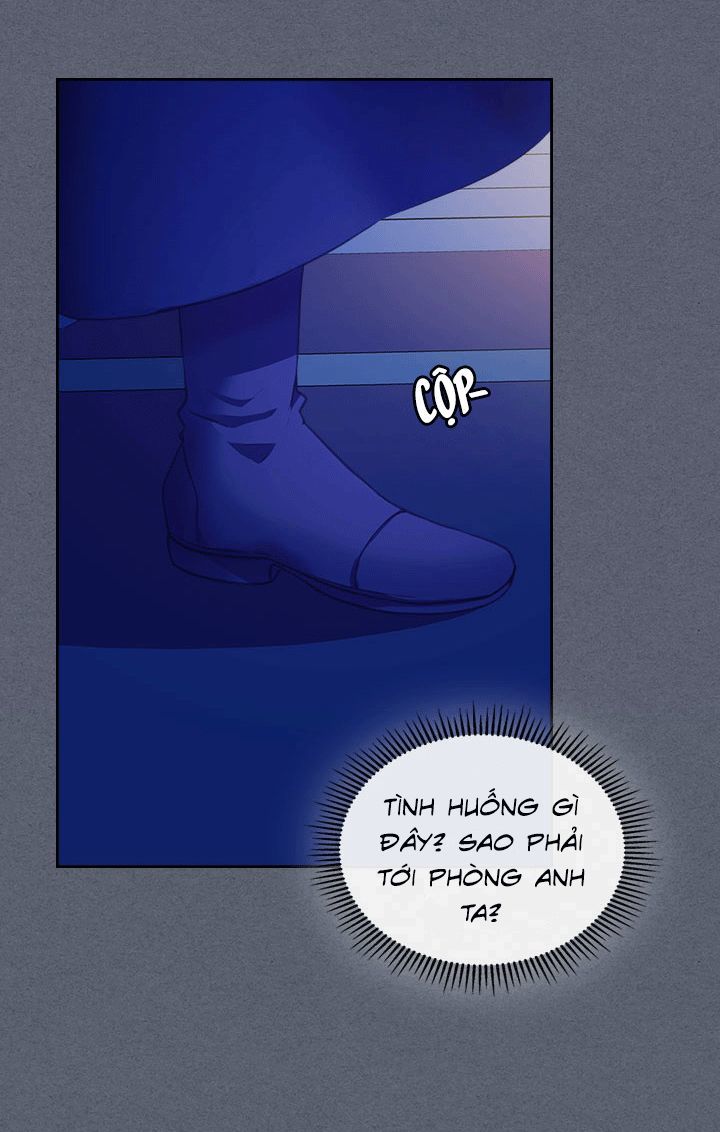 CỘP-
TÌNH HUỐNG GÌ
ĐÂY? SAO PHẢI
TỚI PHÒNG ANH
TA?